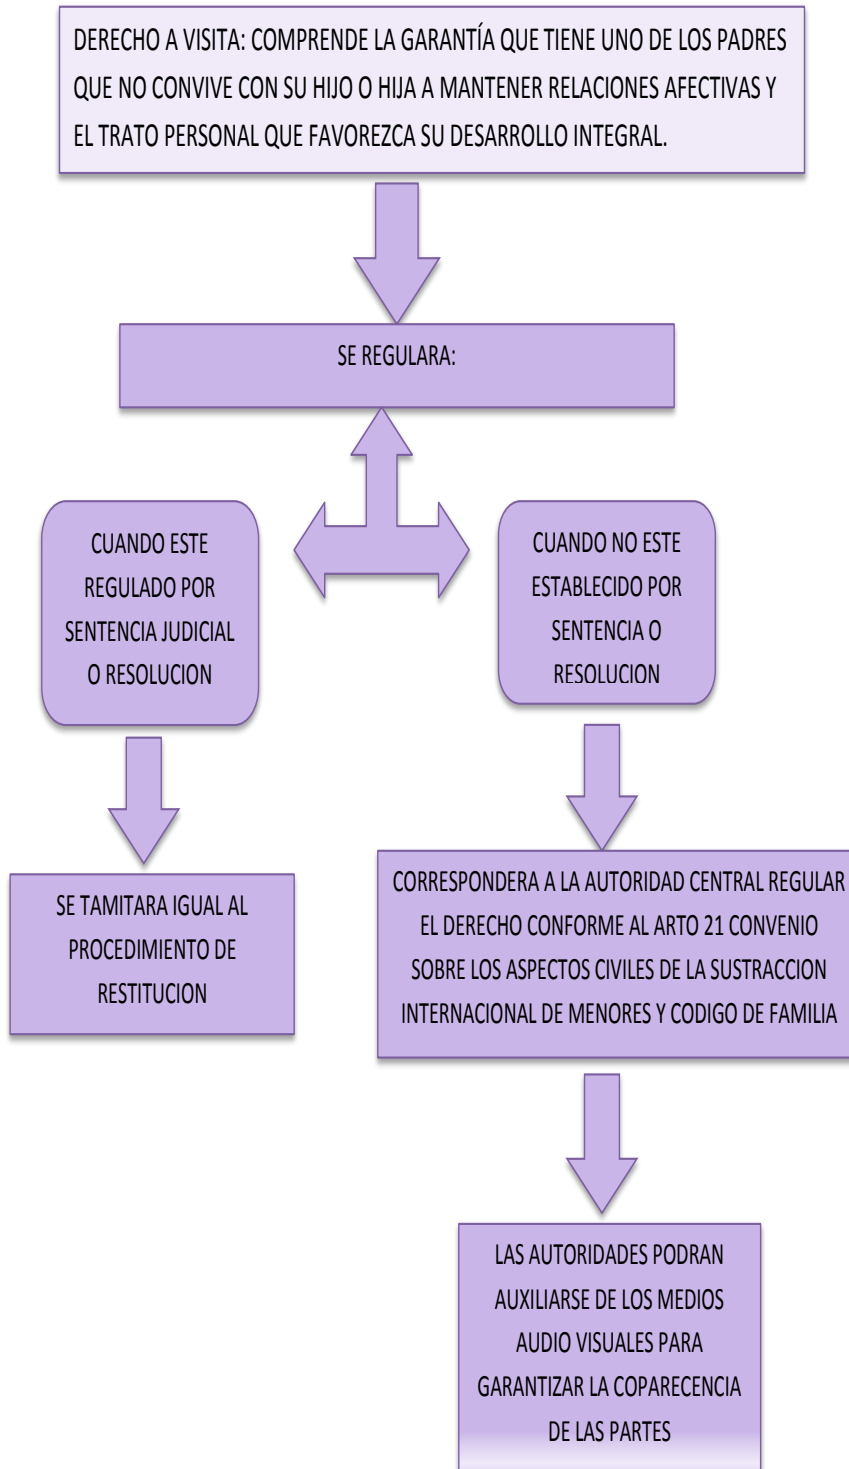 DERECHO A VISITA: COMPRENDE LA GARANTÍA QUE TIENE UNO DE LOS PADRES
QUE NO CONVIVE CON SU HIJO O HIJA A MANTENER RELACIONES AFECTIVAS Y
EL TRATO PERSONAL QUE FAVOREZCA SU DESARROLLO INTEGRAL.
SE REGULARA:
CUANDO ESTE
REGULADO POR
SENTENCIA JUDICIAL
O RESOLUCION
CUANDO NO ESTE
ESTABLECIDO POR
SENTENCIA O
RESOLUCION
SE TAMITARA IGUAL AL
PROCEDIMIENTO DE
RESTITUCION
CORRESPONDERA A LA AUTORIDAD CENTRAL REGULAR
EL DERECHO CONFORME AL ARTO 21 CONVENIO
SOBRE LOS ASPECTOS CIVILES DE LA SUSTRACCION
INTERNACIONAL DE MENORES Y CODIGO DE FAMILIA
LAS AUTORIDADES PODRAN
AUXILIARSE DE LOS MEDIOS
AUDIO VISUALES PARA
GARANTIZAR LA COPARECENCIA
DE LAS PARTES